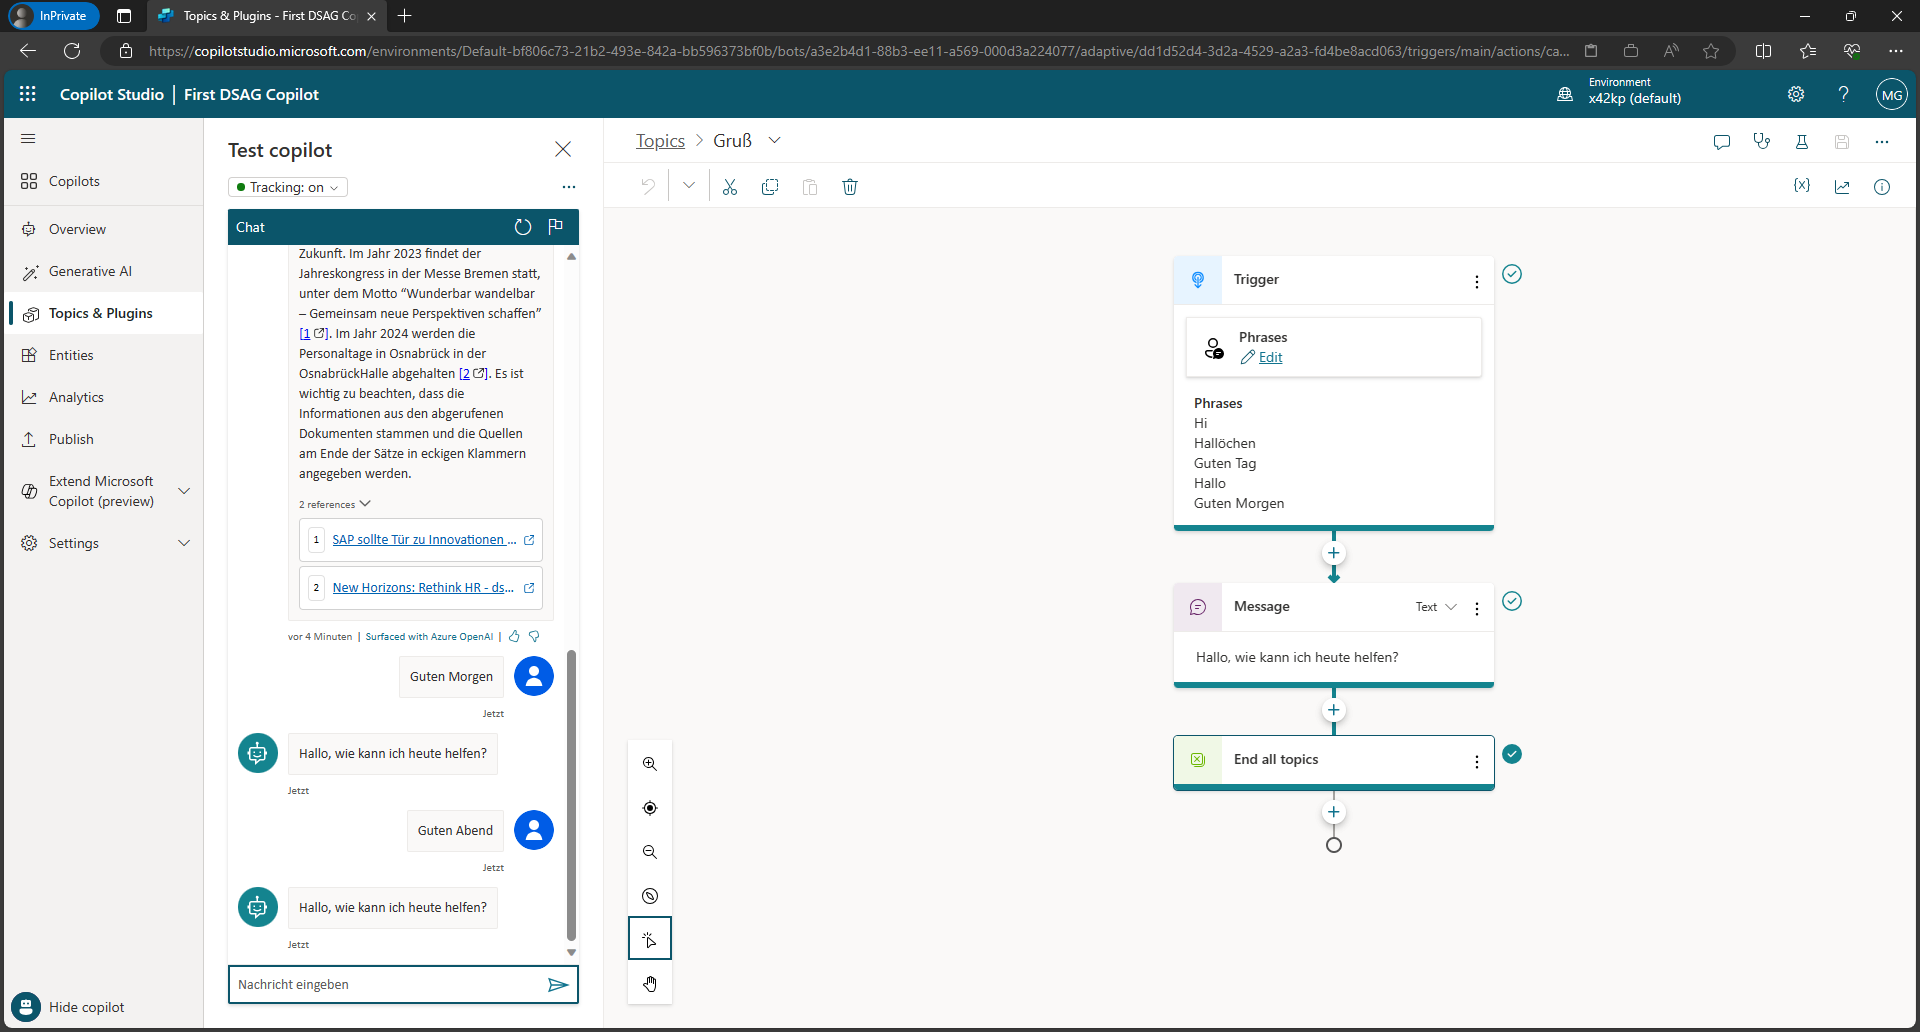 InPrivate
Topics & Plugins - First DSAG Co
https://copilotstudio.microsoft.com/environments/Default-bf806c73-21b2-493e-842a-bb596373bf0b/bots/a3e2b4d1-88b3-ee11-a569-000d3a224077/adaptive/dd1d52d4-3d2a-4529-a2a3-fd4be8acd063/triggers/main/actions/ca...
Copilot Studio | First DSAG Copilot
Environment
x42kp (default)
?
MG
Copilots
Overview
Generative AI
Topics & Plugins
Entities
Analytics
Publish
Extend Microsoft
Copilot (preview)
Settings
Hide copilot
Test copilot
Tracking: on
Chat
Zukunft. Im Jahr 2023 findet der
Jahreskongress in der Messe Bremen statt,
unter dem Motto “Wunderbar wandelbar
– Gemeinsam neue Perspektiven schaffen”
[1]. Im Jahr 2024 werden die
Personaltage in Osnabrück in der
OsnabrückHalle abgehalten [2]. Es ist
wichtig zu beachten, dass die
Informationen aus den abgerufenen
Dokumenten stammen und die Quellen
am Ende der Sätze in eckigen Klammern
angegeben werden.
2 references
1 SAP sollte Tür zu Innovationen ...
2 New Horizons: Rethink HR - ds...
vor 4 Minuten | Surfaced with Azure OpenAI |
Guten Morgen
Jetzt
Hallo, wie kann ich heute helfen?
Jetzt
Guten Abend
Jetzt
Hallo, wie kann ich heute helfen?
Jetzt
Nachricht eingeben
Topics > Gruß
{x}
Trigger
Phrases
Edit
Phrases
Hi
Hallöchen
Guten Tag
Hallo
Guten Morgen
Message
Text
Hallo, wie kann ich heute helfen?
End all topics